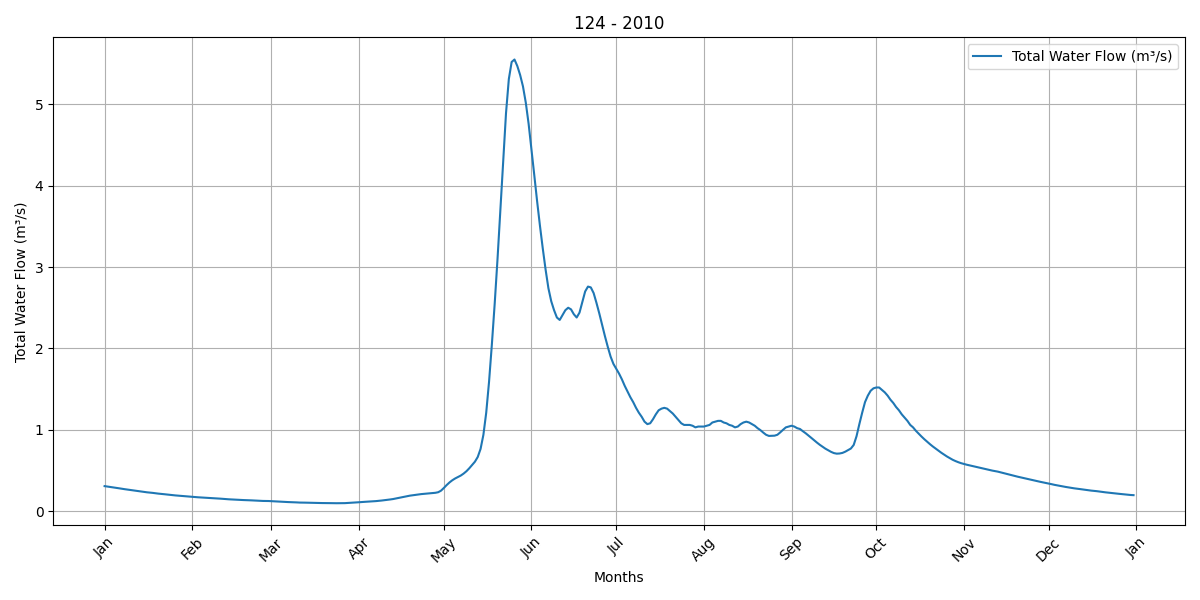 124 - 2010
Total Water Flow (m³/s)
Total Water Flow (m³/s)
5
4
3
2
1
0
Jan Feb Mar Apr May Jun Jul Aug Sep Oct Nov Dec Jan
Months